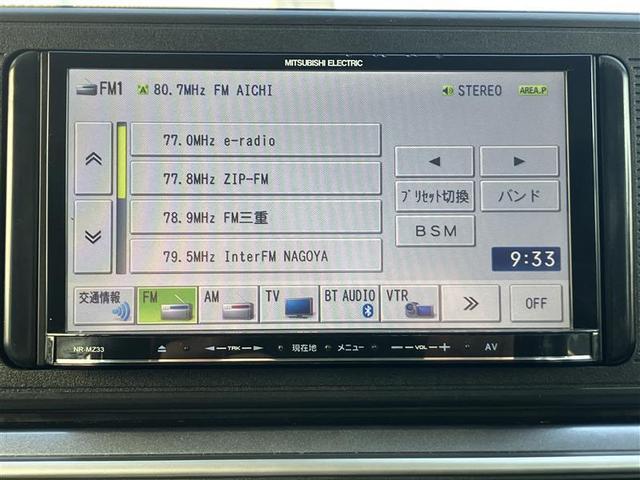 MITSUBISHI ELECTRIC
FM1 80.7MHz FM AICHI STEREO AREA.P
77.0MHz e-radio
77.8MHz ZIP-FM
78.9MHz FM三重
79.5MHz InterFM NAGOYA
プリセット切換 バンド
BSM
9:33
交通情報 FM AM TV BT AUDIO VTR OFF
NR-MZ33 TRK 現在地 メニュー VOL AV